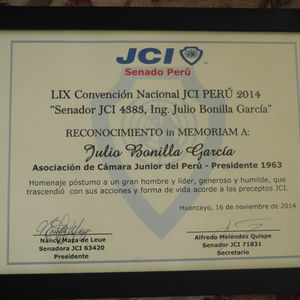 JCI
Senado Perú
LIX Convención Nacional JCI PERÚ 2014
"Senador JCI 4383, Ing. Julio Bonilla García"
RECONOCIMIENTO in MEMORIAM A:
Julio Bonilla García
Asociación de Cámara Junior del Perú - Presidente 1963
Homenaje póstumo a un gran hombre y líder, generoso y humilde, que
trascendió con sus acciones y forma de vida acorde a los preceptos JCI.
Huancayo, 16 de noviembre de 2014
Nancy Maza de Leue
Senadora JCI 63420
Presidente
Alfredo Meléndez Quispe
Senador JCI 71831
Secretario